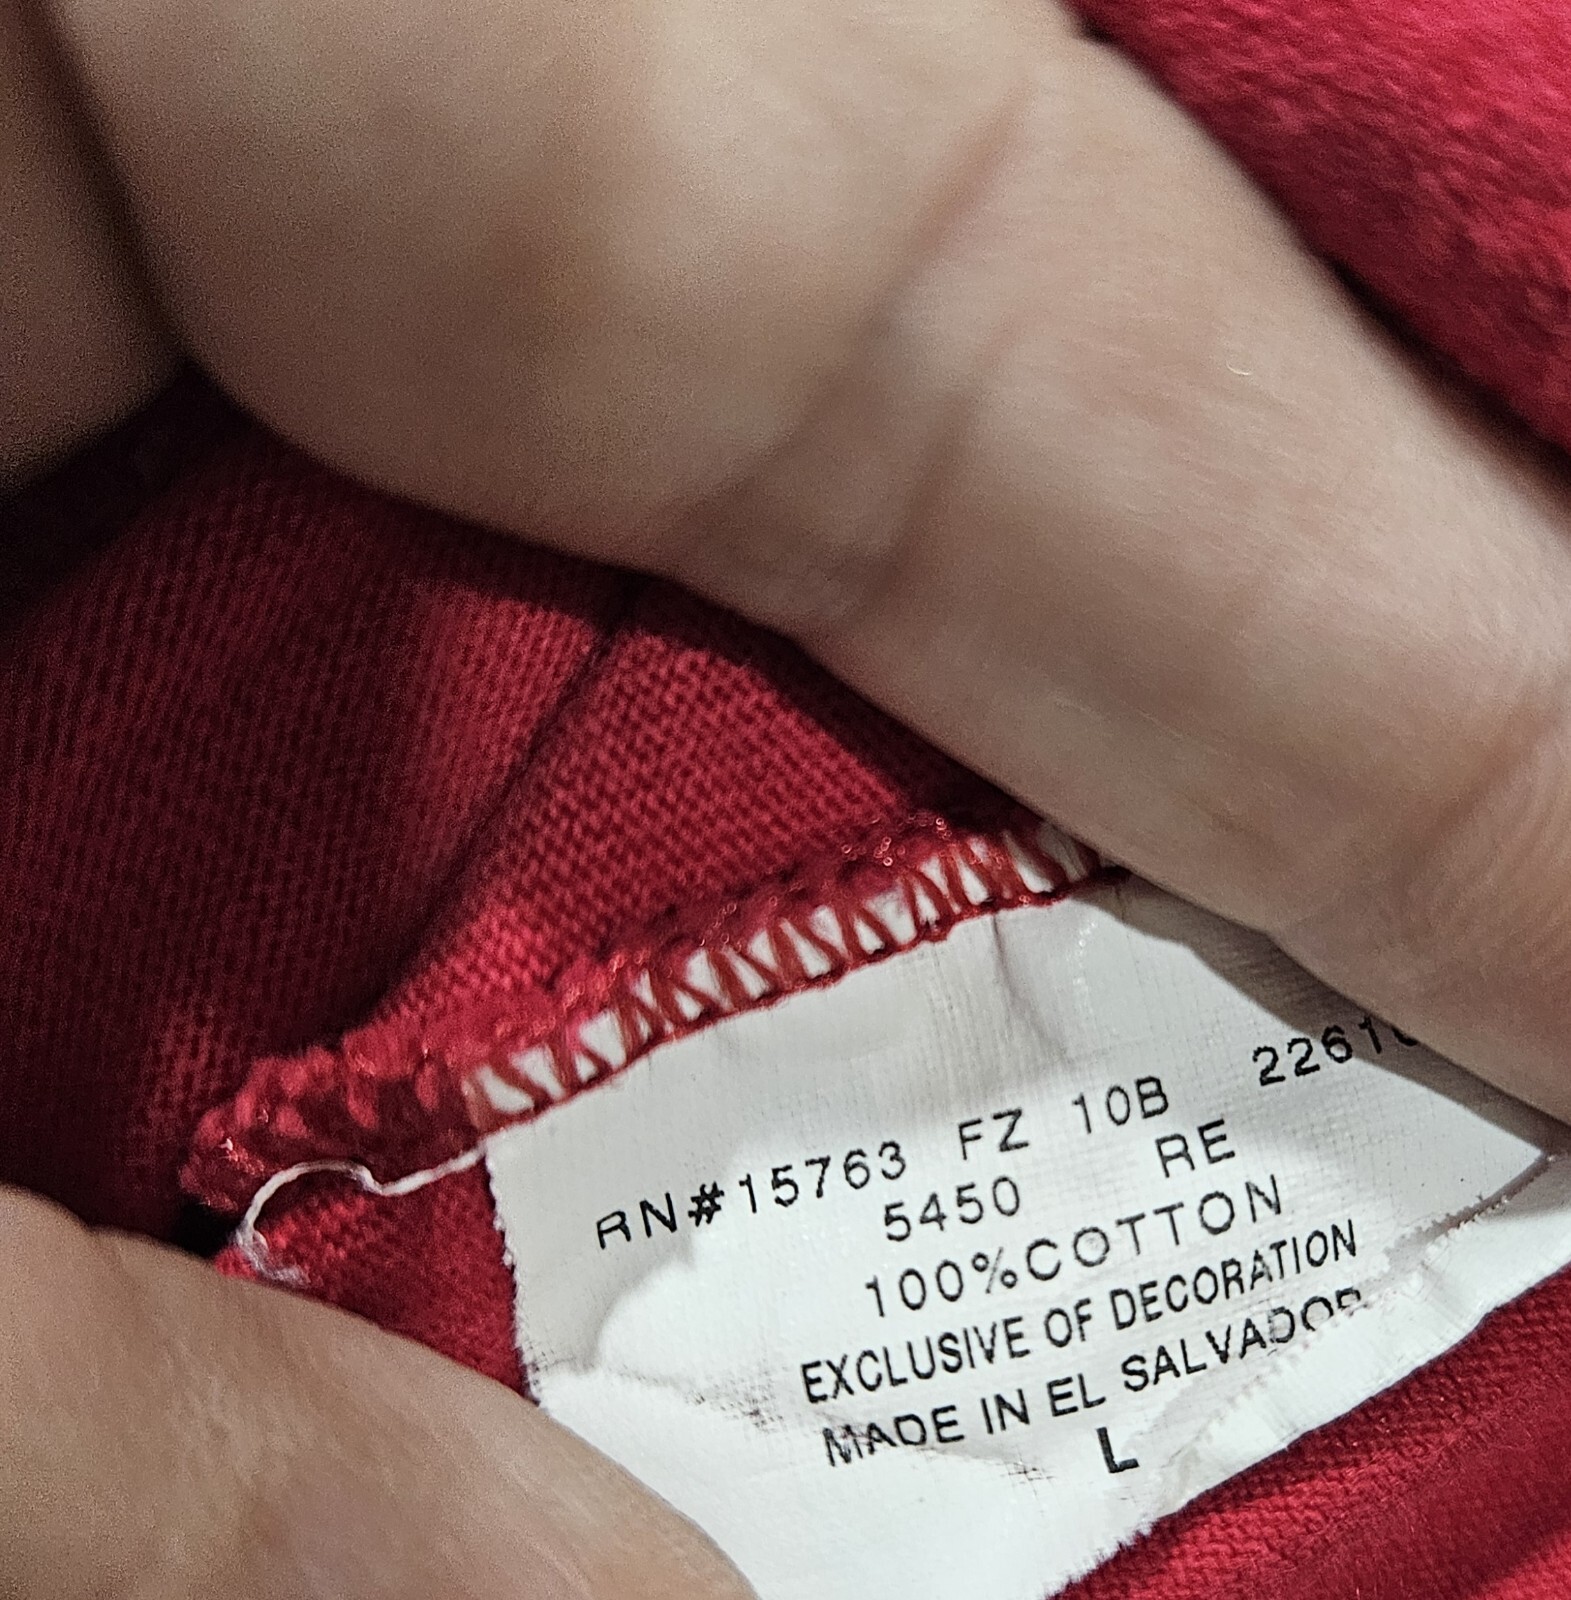 RN#15763 FZ 10B
5450 RE
100%COTTON
EXCLUSIVE OF DECORATION
MADE IN EL SALVADOR
L